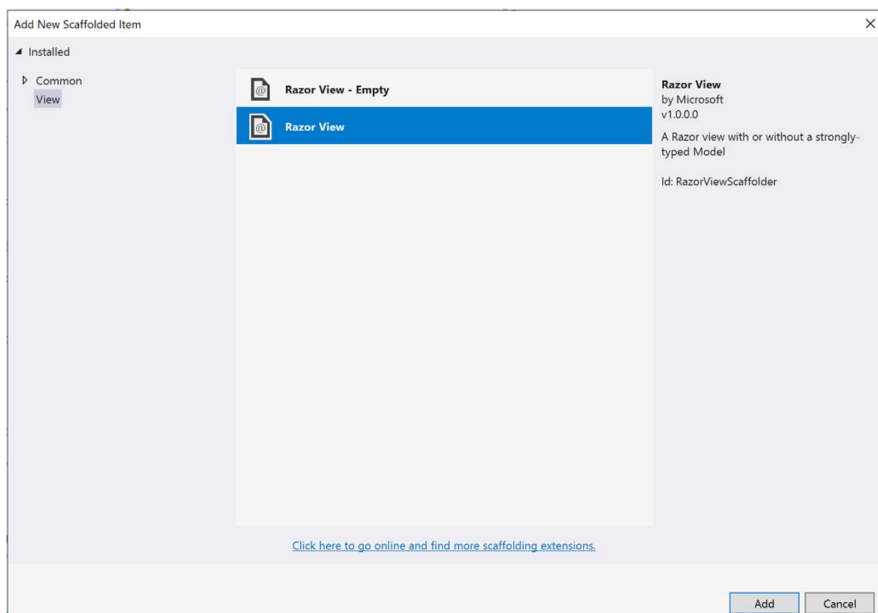 Add New Scaffolded Item
Installed
Common
View
Razor View - Empty
Razor View
Razor View
by Microsoft
v1.0.0.0
A Razor view with or without a strongly-
typed Model
Id: RazorViewScaffolder
Click here to go online and find more scaffolding extensions.
Add
Cancel